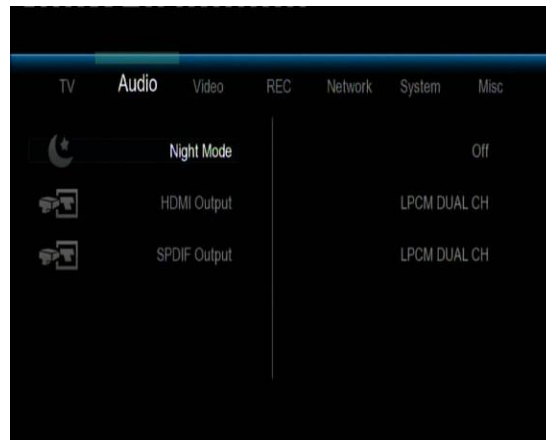 TV Audio Video REC Network System Misc
Night Mode Off
HDMI Output LPCM DUAL CH
SPDIF Output LPCM DUAL CH